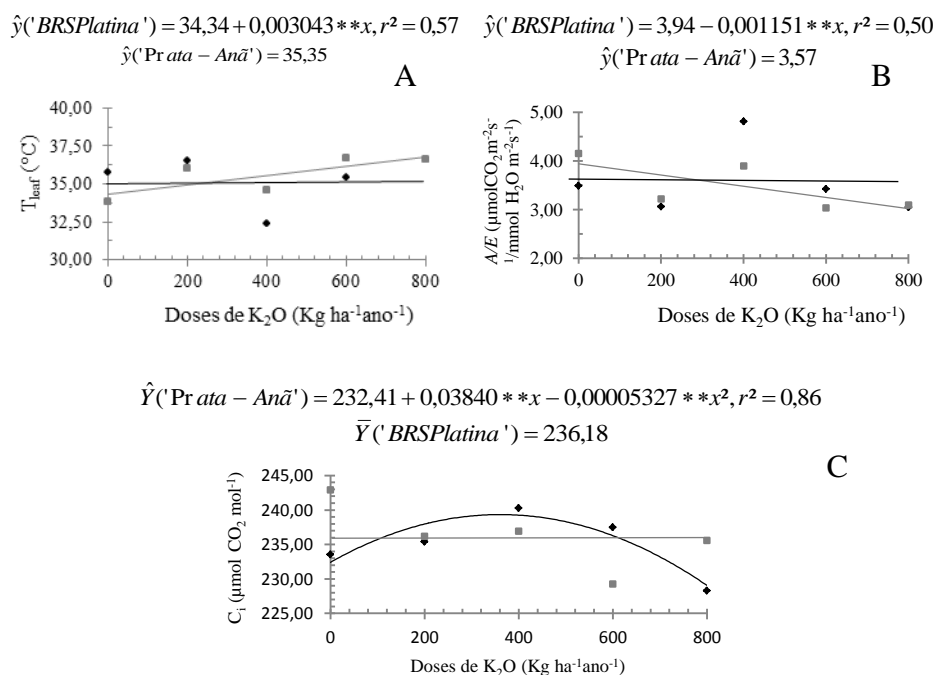 ŷ('BRSPlatina') = 34,34 + 0,003043 **x, r² = 0,57
ŷ('Prata – Anã') = 35,35
A
40,00
37,50
35,00
32,50
30,00
T_leaf (°C)
0 200 400 600 800
Doses de K₂O (Kg ha⁻¹ano⁻¹)
ŷ('BRSPlatina') = 3,94 – 0,001151 **x, r² = 0,50
ŷ('Prata – Anã') = 3,57
B
5,00
4,00
3,00
2,00
A/E (µmolCO₂m⁻²s⁻
¹/mmol H₂O m⁻²s⁻¹)
0 200 400 600 800
Doses de K₂O (Kg ha⁻¹ano⁻¹)
Ŷ('Prata – Anã') = 232,41 + 0,03840 **x – 0,00005327 **x², r² = 0,86
Y̅('BRSPlatina') = 236,18
C
245,00
240,00
235,00
230,00
225,00
C_i (µmol CO₂ mol⁻¹)
0 200 400 600 800
Doses de K₂O (Kg ha⁻¹ano⁻¹)